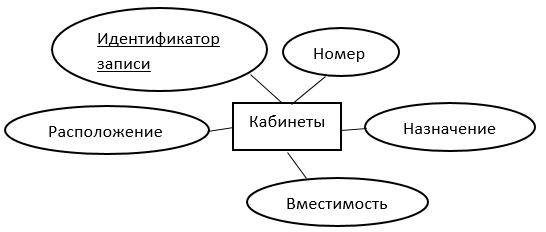 Идентификатор
записи
Номер
Расположение
Кабинеты
Назначение
Вместимость